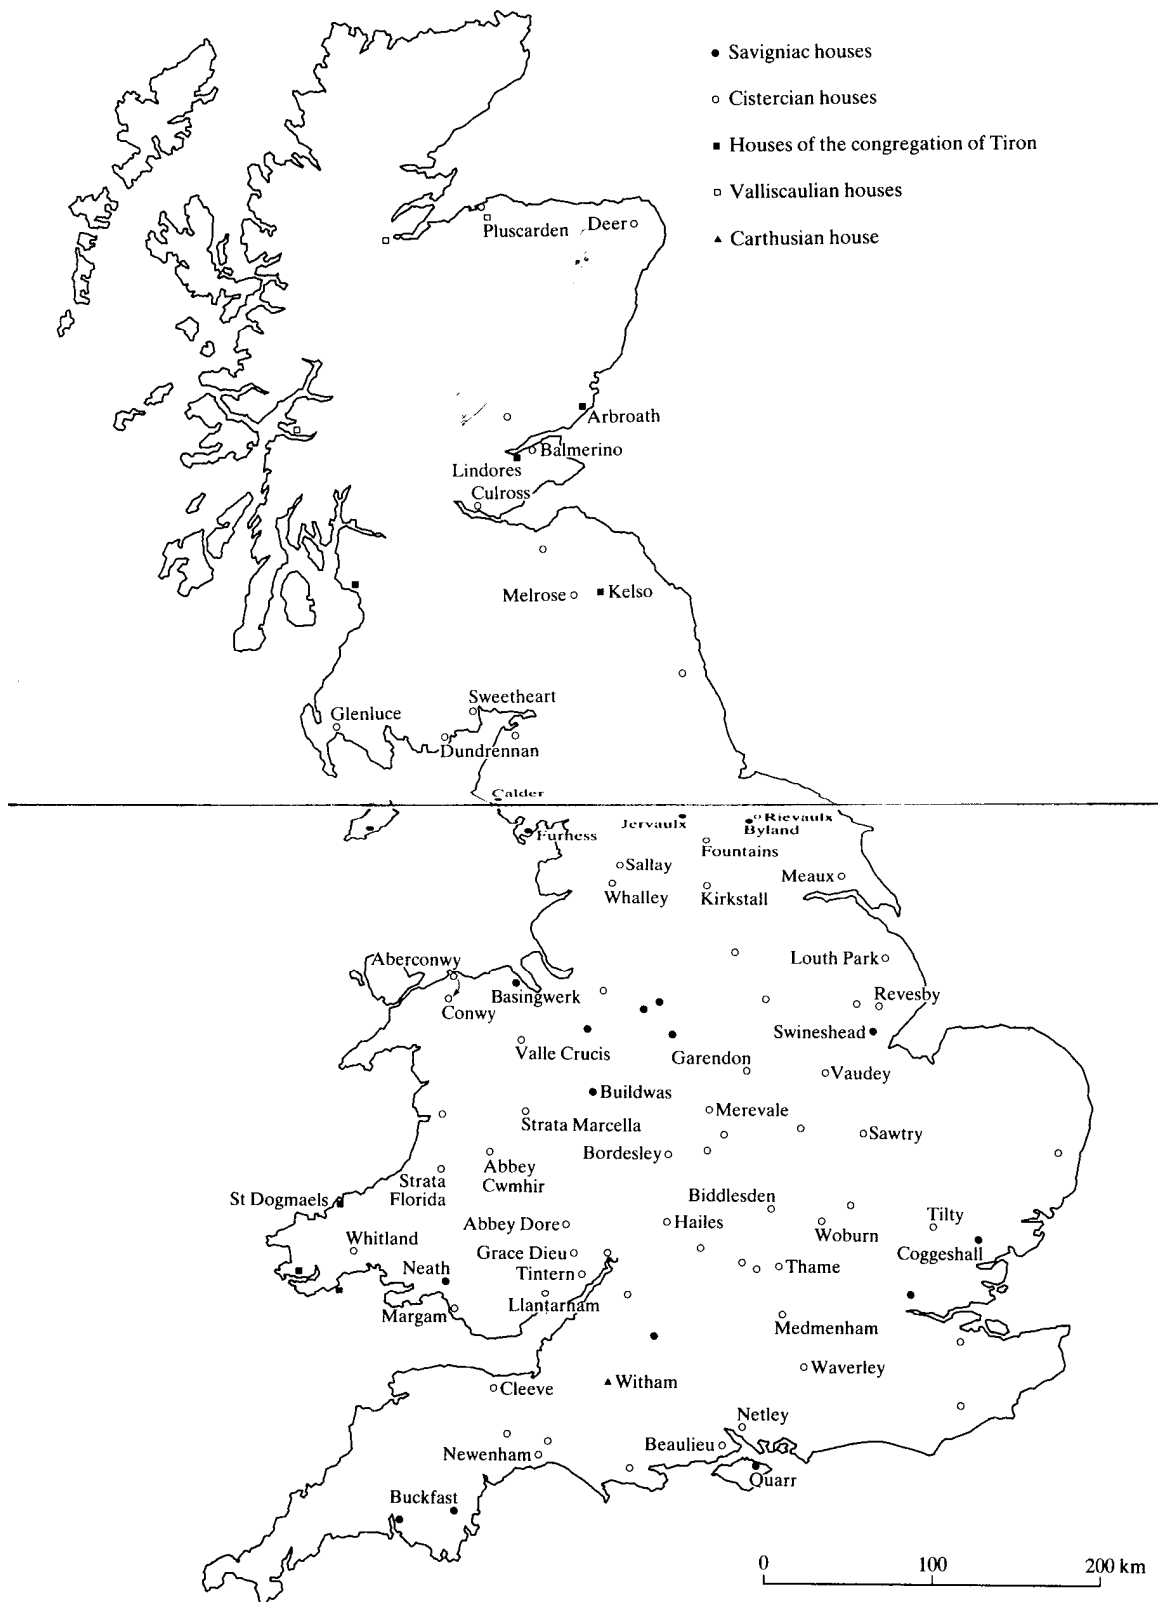 Savigniac houses
Cistercian houses
Houses of the congregation of Tiron
Valliscaulian houses
Carthusian house
Pluscarden
Deer
Arbroath
Balmerino
Lindores
Culross
Melrose
Kelso
Sweetheart
Glenluce
Dundrennan
Calder
Furness
Jervaulx
Rievaulx
Byland
Fountains
Sallay
Meaux
Whalley
Kirkstall
Aberconwy
Louth Park
Basingwerk
Conwy
Revesby
Swineshead
Valle Crucis
Garendon
Vaudey
Buildwas
Merevale
Strata Marcella
Sawtry
Bordesley
Abbey
Cwmhir
Strata
Florida
St Dogmaels
Biddlesden
Abbey Dore
Hailes
Tilty
Woburn
Whitland
Grace Dieu
Coggeshall
Neath
Tintern
Thame
Llantarnam
Margam
Medmenham
Waverley
Cleeve
Witham
Netley
Newenham
Beaulieu
Quarr
Buckfast
0 100 200 km